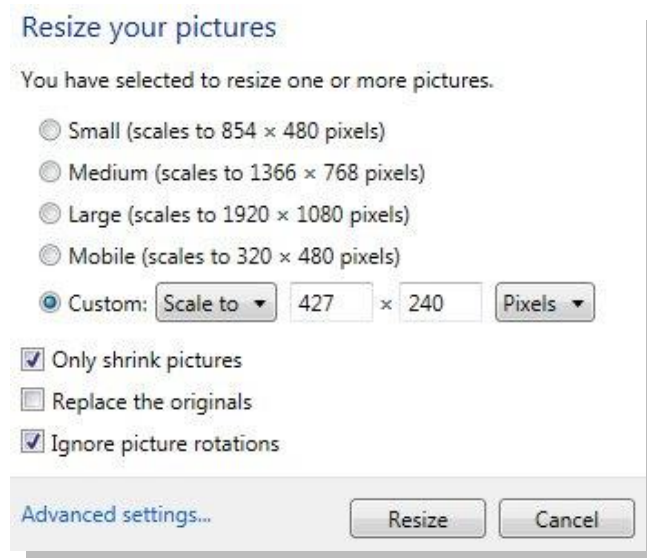 Resize your pictures
You have selected to resize one or more pictures.
Small (scales to 854 × 480 pixels)
Medium (scales to 1366 × 768 pixels)
Large (scales to 1920 × 1080 pixels)
Mobile (scales to 320 × 480 pixels)
Custom: Scale to 427 × 240 Pixels
Only shrink pictures
Replace the originals
Ignore picture rotations
Advanced settings... Resize Cancel